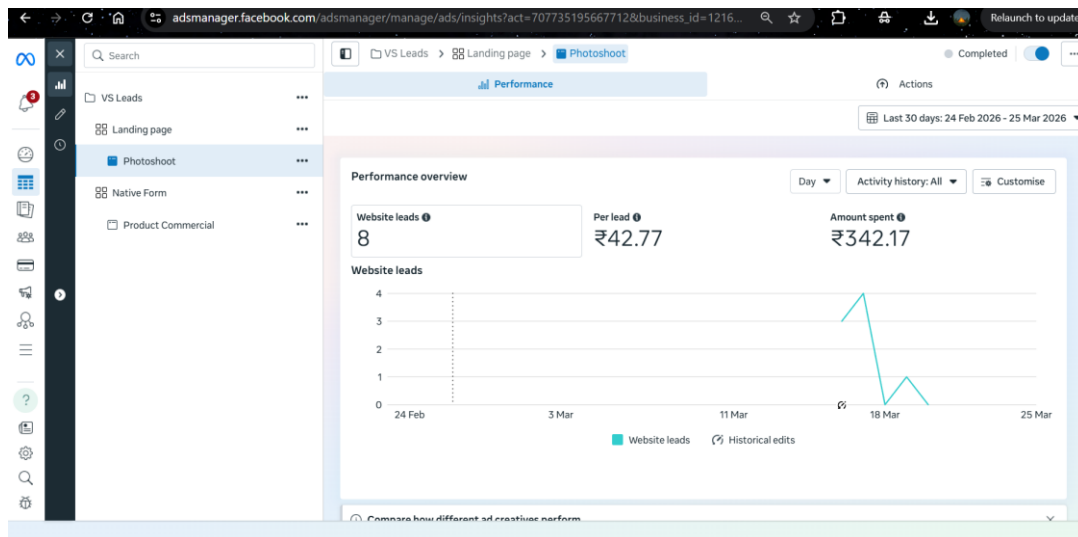 adsmanager.facebook.com/adsmanager/manage/ads/insights?act=707735195667712&business_id=1216...
Relaunch to update
Search
VS Leads > Landing page > Photoshoot
Completed
3
Performance
Actions
VS Leads
Landing page
Photoshoot
Native Form
Product Commercial
Last 30 days: 24 Feb 2026 - 25 Mar 2026
Performance overview
Day
Activity history: All
Customise
Website leads
8
Per lead
₹42.77
Amount spent
₹342.17
Website leads
4
3
2
1
0
24 Feb
3 Mar
11 Mar
18 Mar
25 Mar
Website leads
Historical edits
Compare how different ad creatives perform